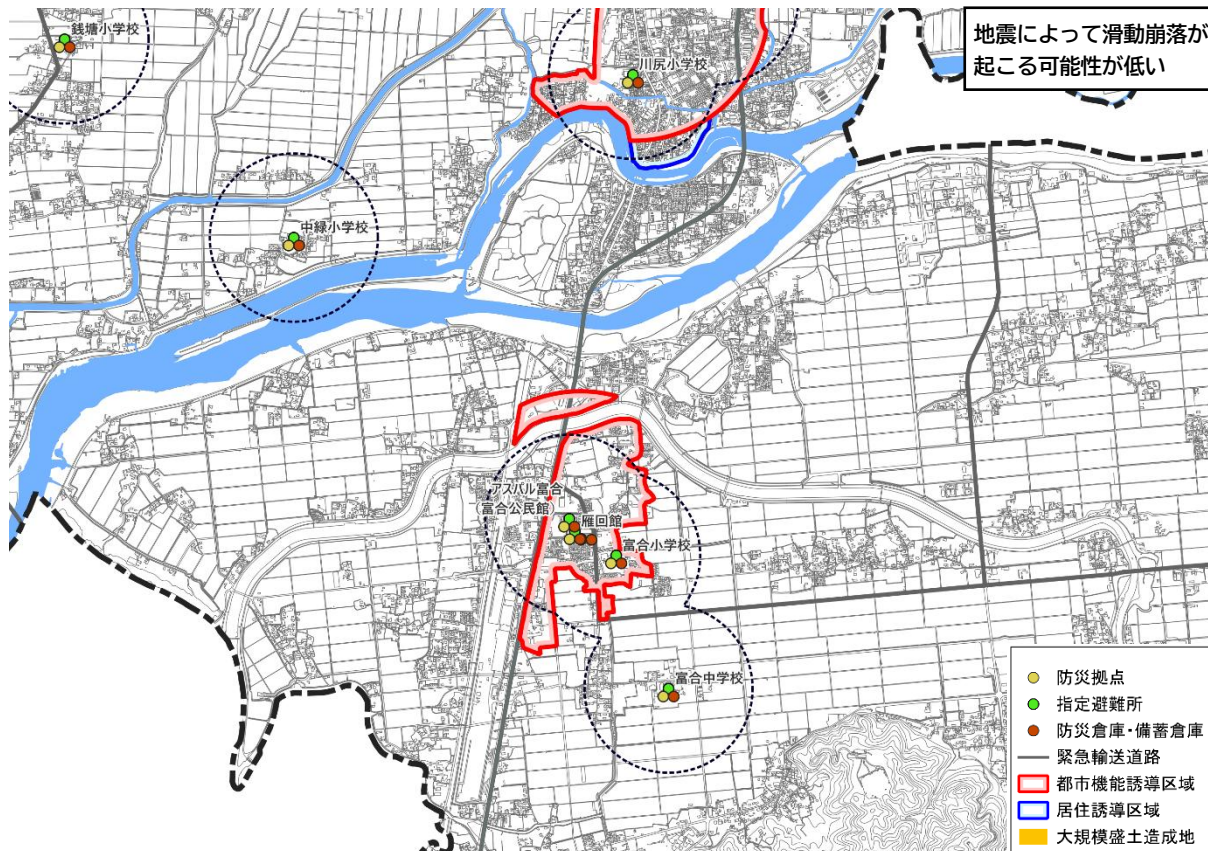 地震によって滑動崩落が
起こる可能性が低い
銭塘小学校
川尻小学校
中緑小学校
アスパル富合
（富合公民館）
雁回館
富合小学校
富合中学校
防災拠点
指定避難所
防災倉庫・備蓄倉庫
緊急輸送道路
都市機能誘導区域
居住誘導区域
大規模盛土造成地